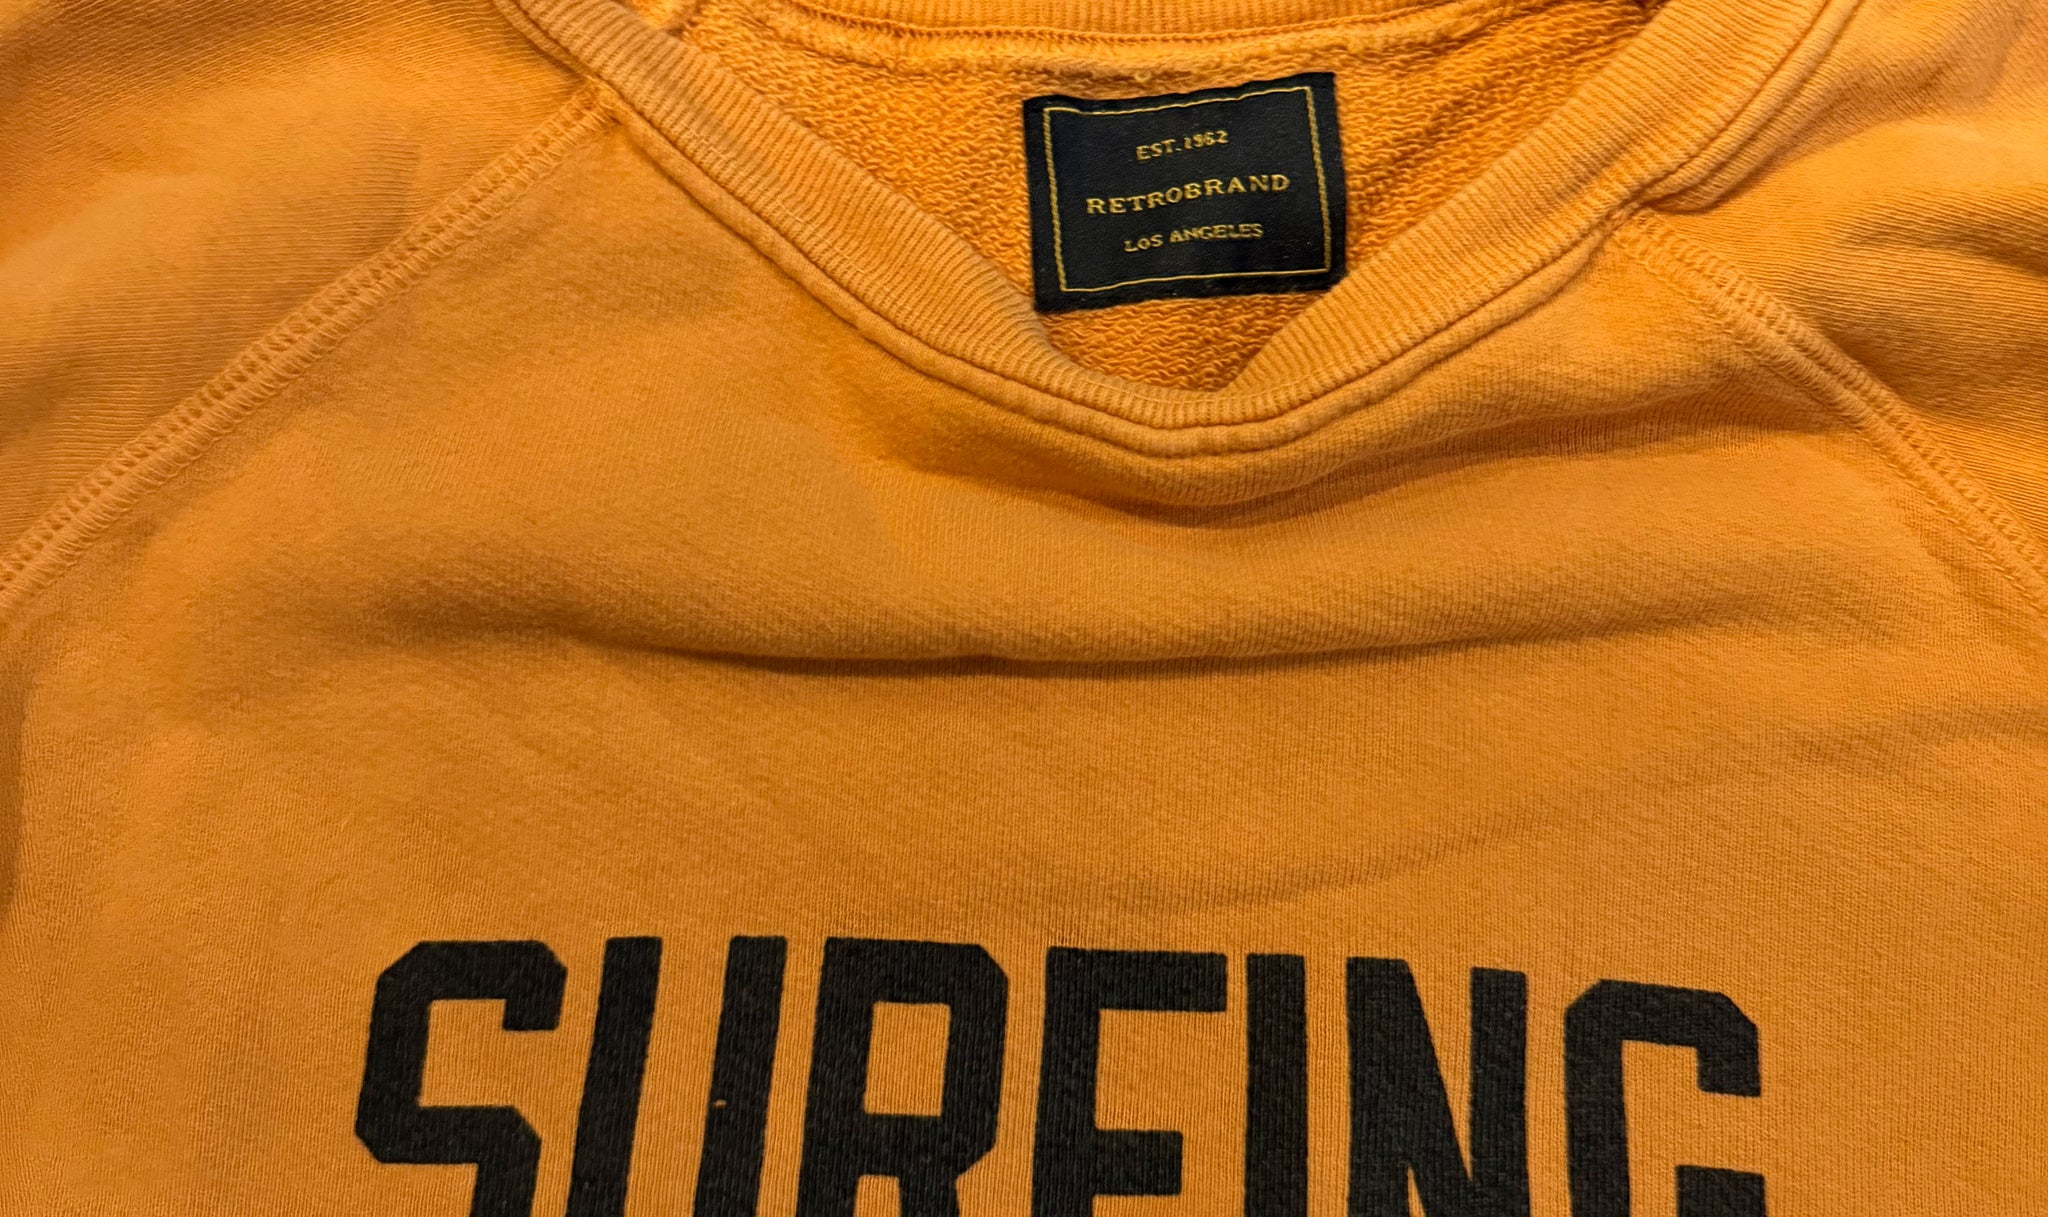 EST. 1962
RETROBRAND
LOS ANGELES
SURFING